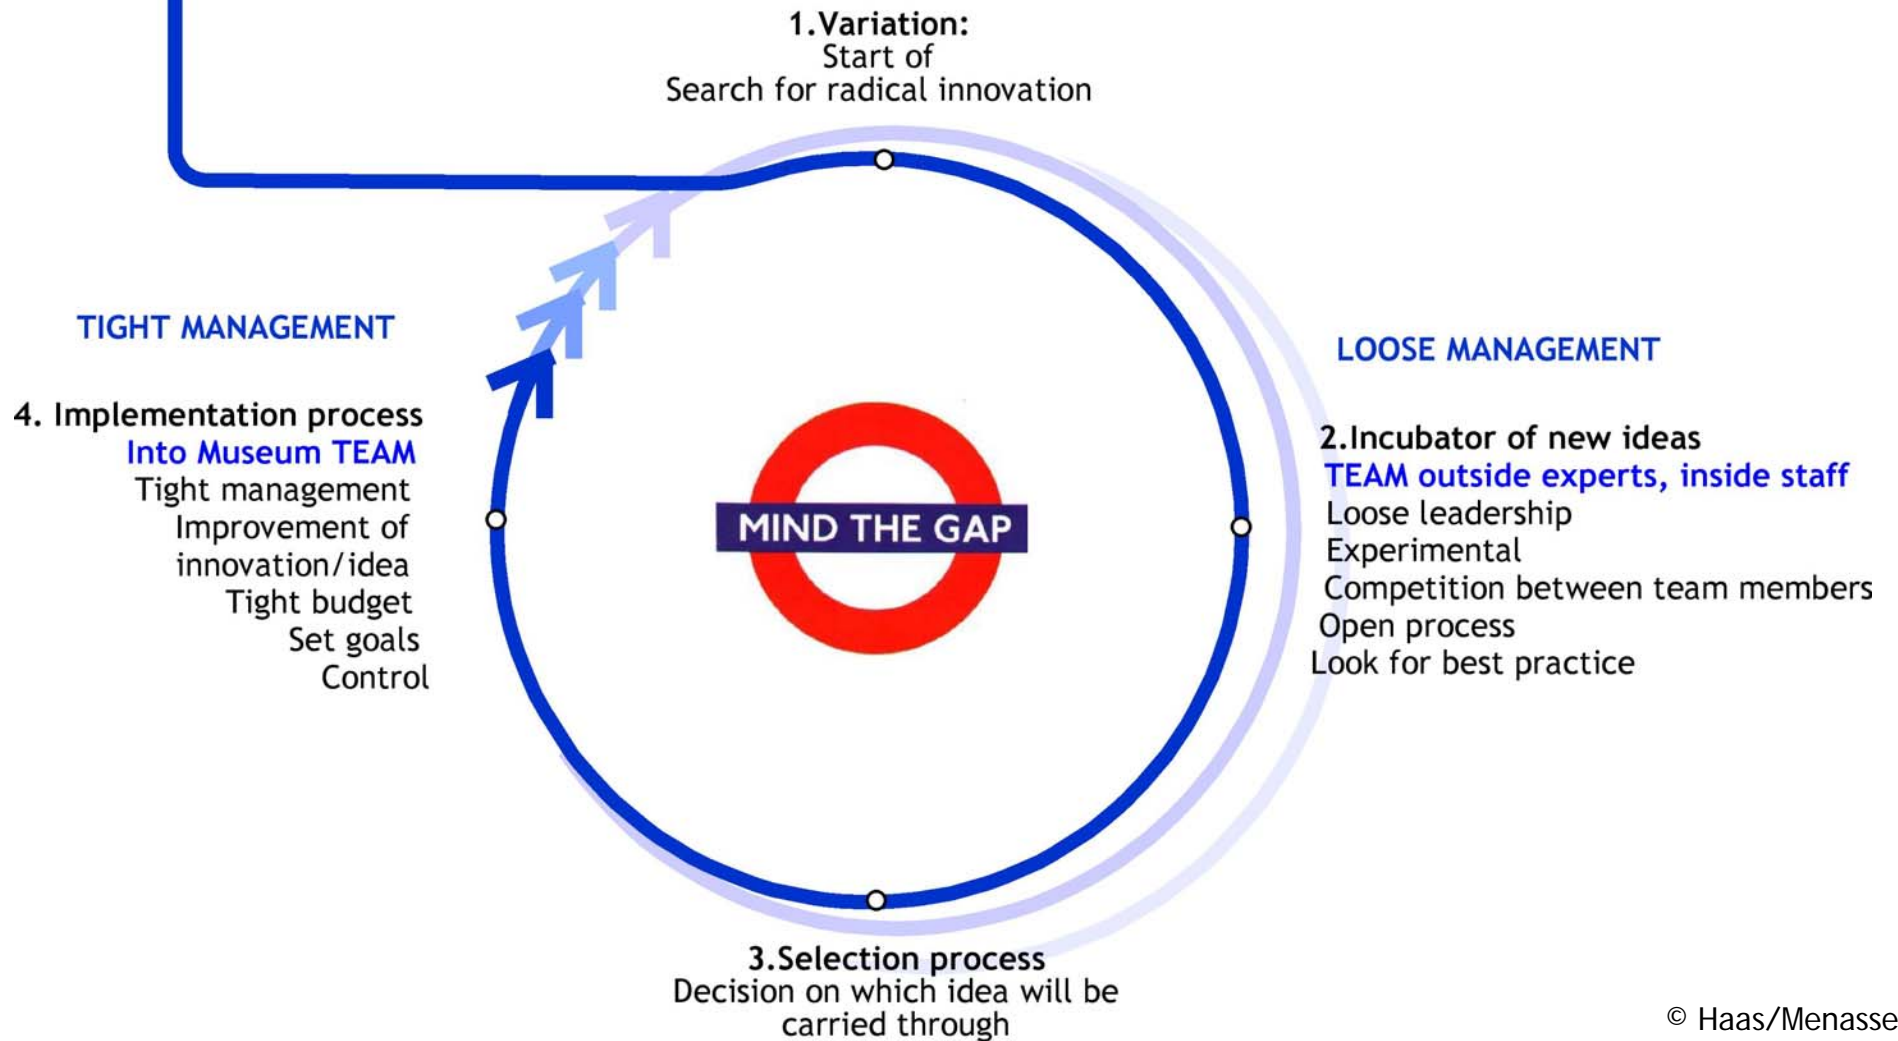 1.Variation:
Start of
Search for radical innovation
TIGHT MANAGEMENT
4. Implementation process
Into Museum TEAM
Tight management
Improvement of
innovation/idea
Tight budget
Set goals
Control
MIND THE GAP
LOOSE MANAGEMENT
2.Incubator of new ideas
TEAM outside experts, inside staff
Loose leadership
Experimental
Competition between team members
Open process
Look for best practice
3.Selection process
Decision on which idea will be
carried through
© Haas/Menasse